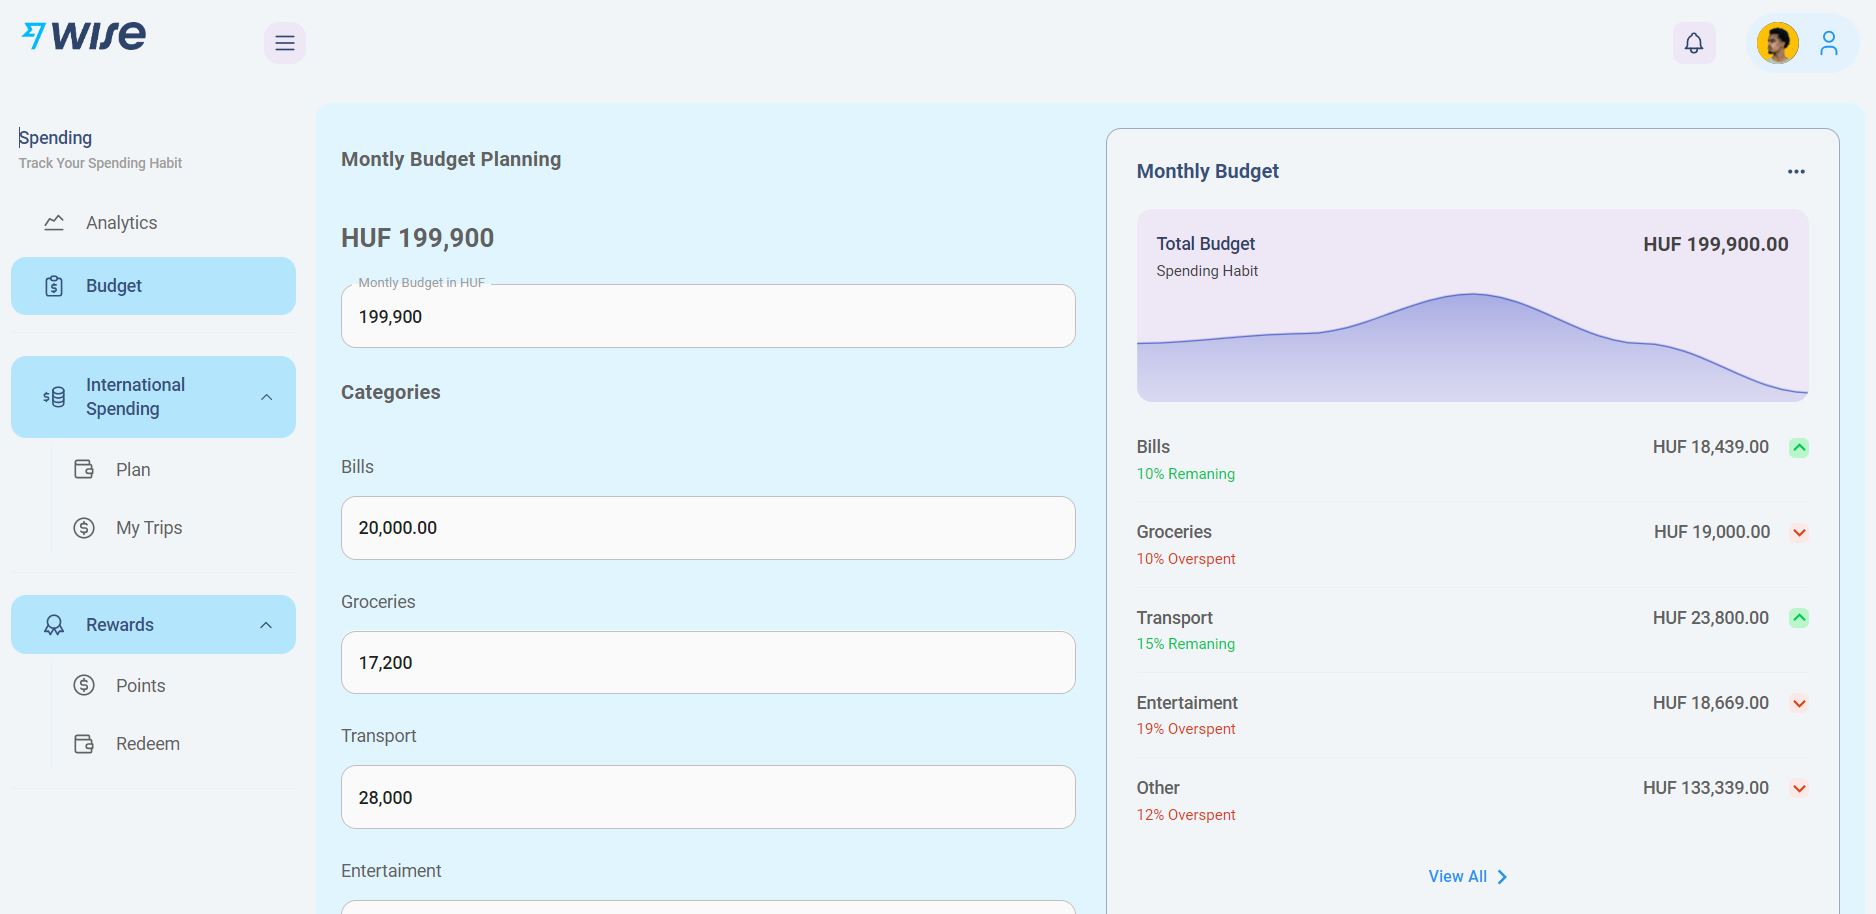 wise
Spending
Track Your Spending Habit
Analytics
Budget
International
Spending
Plan
My Trips
Rewards
Points
Redeem
Montly Budget Planning
HUF 199,900
Montly Budget in HUF
199,900
Categories
Bills
20,000.00
Groceries
17,200
Transport
28,000
Entertaiment
Monthly Budget
Total Budget
HUF 199,900.00
Spending Habit
Bills
HUF 18,439.00
10% Remaning
Groceries
HUF 19,000.00
10% Overspent
Transport
HUF 23,800.00
15% Remaning
Entertaiment
HUF 18,669.00
19% Overspent
Other
HUF 133,339.00
12% Overspent
View All